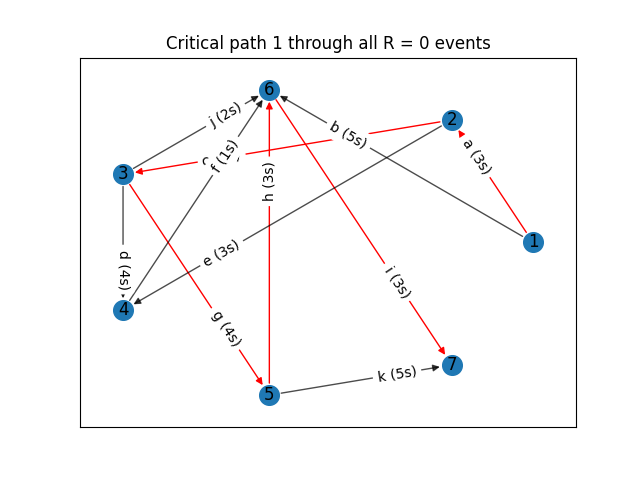 Critical path 1 through all R = 0 events
6
j (2s)
2
b (5s)
a (3s)
f (1s)
3
h (3s)
1
e (3s)
d (4s)
i (3s)
4
g (4s)
7
k (5s)
5